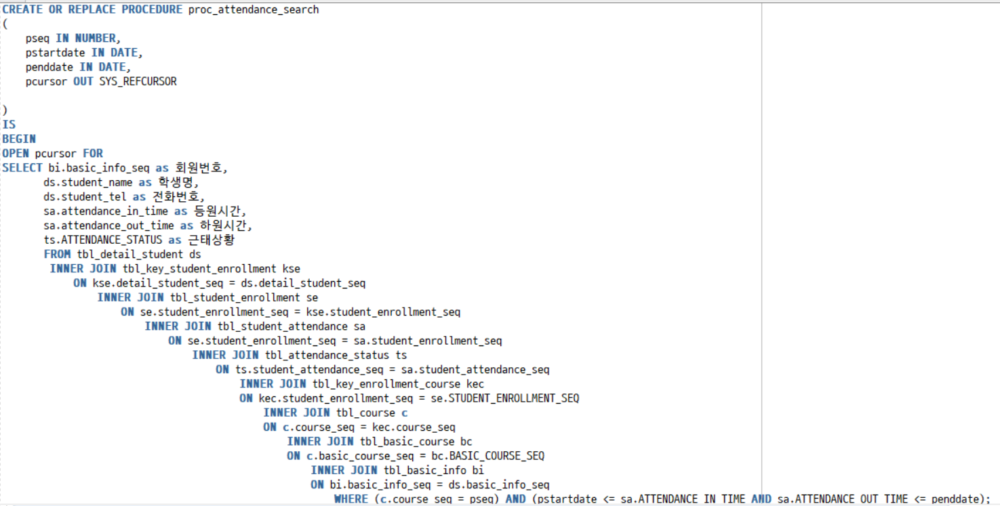 CREATE OR REPLACE PROCEDURE proc_attendance_search
(
pseq IN NUMBER,
pstartdate IN DATE,
penddate IN DATE,
pcursor OUT SYS_REFCURSOR
)
IS
BEGIN
OPEN pcursor FOR
SELECT bi.basic_info_seq as 회원번호,
ds.student_name as 학생명,
ds.student_tel as 전화번호,
sa.attendance_in_time as 등원시간,
sa.attendance_out_time as 하원시간,
ts.ATTENDANCE_STATUS as 근태상황
FROM tbl_detail_student ds
INNER JOIN tbl_key_student_enrollment kse
ON kse.detail_student_seq = ds.detail_student_seq
INNER JOIN tbl_student_enrollment se
ON se.student_enrollment_seq = kse.student_enrollment_seq
INNER JOIN tbl_student_attendance sa
ON se.student_enrollment_seq = sa.student_enrollment_seq
INNER JOIN tbl_attendance_status ts
ON ts.student_attendance_seq = sa.student_attendance_seq
INNER JOIN tbl_key_enrollment_course kec
ON kec.student_enrollment_seq = se.STUDENT_ENROLLMENT_SEQ
INNER JOIN tbl_course c
ON c.course_seq = kec.course_seq
INNER JOIN tbl_basic_course bc
ON c.basic_course_seq = bc.BASIC_COURSE_SEQ
INNER JOIN tbl_basic_info bi
ON bi.basic_info_seq = ds.basic_info_seq
WHERE (c.course_seq = pseq) AND (pstartdate <= sa.ATTENDANCE_IN_TIME AND sa.ATTENDANCE_OUT_TIME <= penddate);